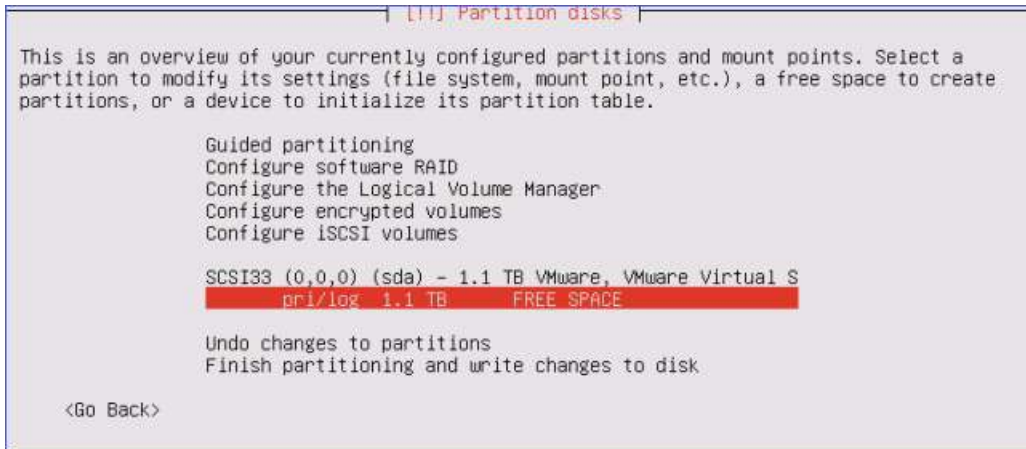 [!!] Partition disks
This is an overview of your currently configured partitions and mount points. Select a
partition to modify its settings (file system, mount point, etc.), a free space to create
partitions, or a device to initialize its partition table.
Guided partitioning
Configure software RAID
Configure the Logical Volume Manager
Configure encrypted volumes
Configure iSCSI volumes
SCSI33 (0,0,0) (sda) – 1.1 TB VMware, VMware Virtual S
pri/log 1.1 TB FREE SPACE
Undo changes to partitions
Finish partitioning and write changes to disk
<Go Back>